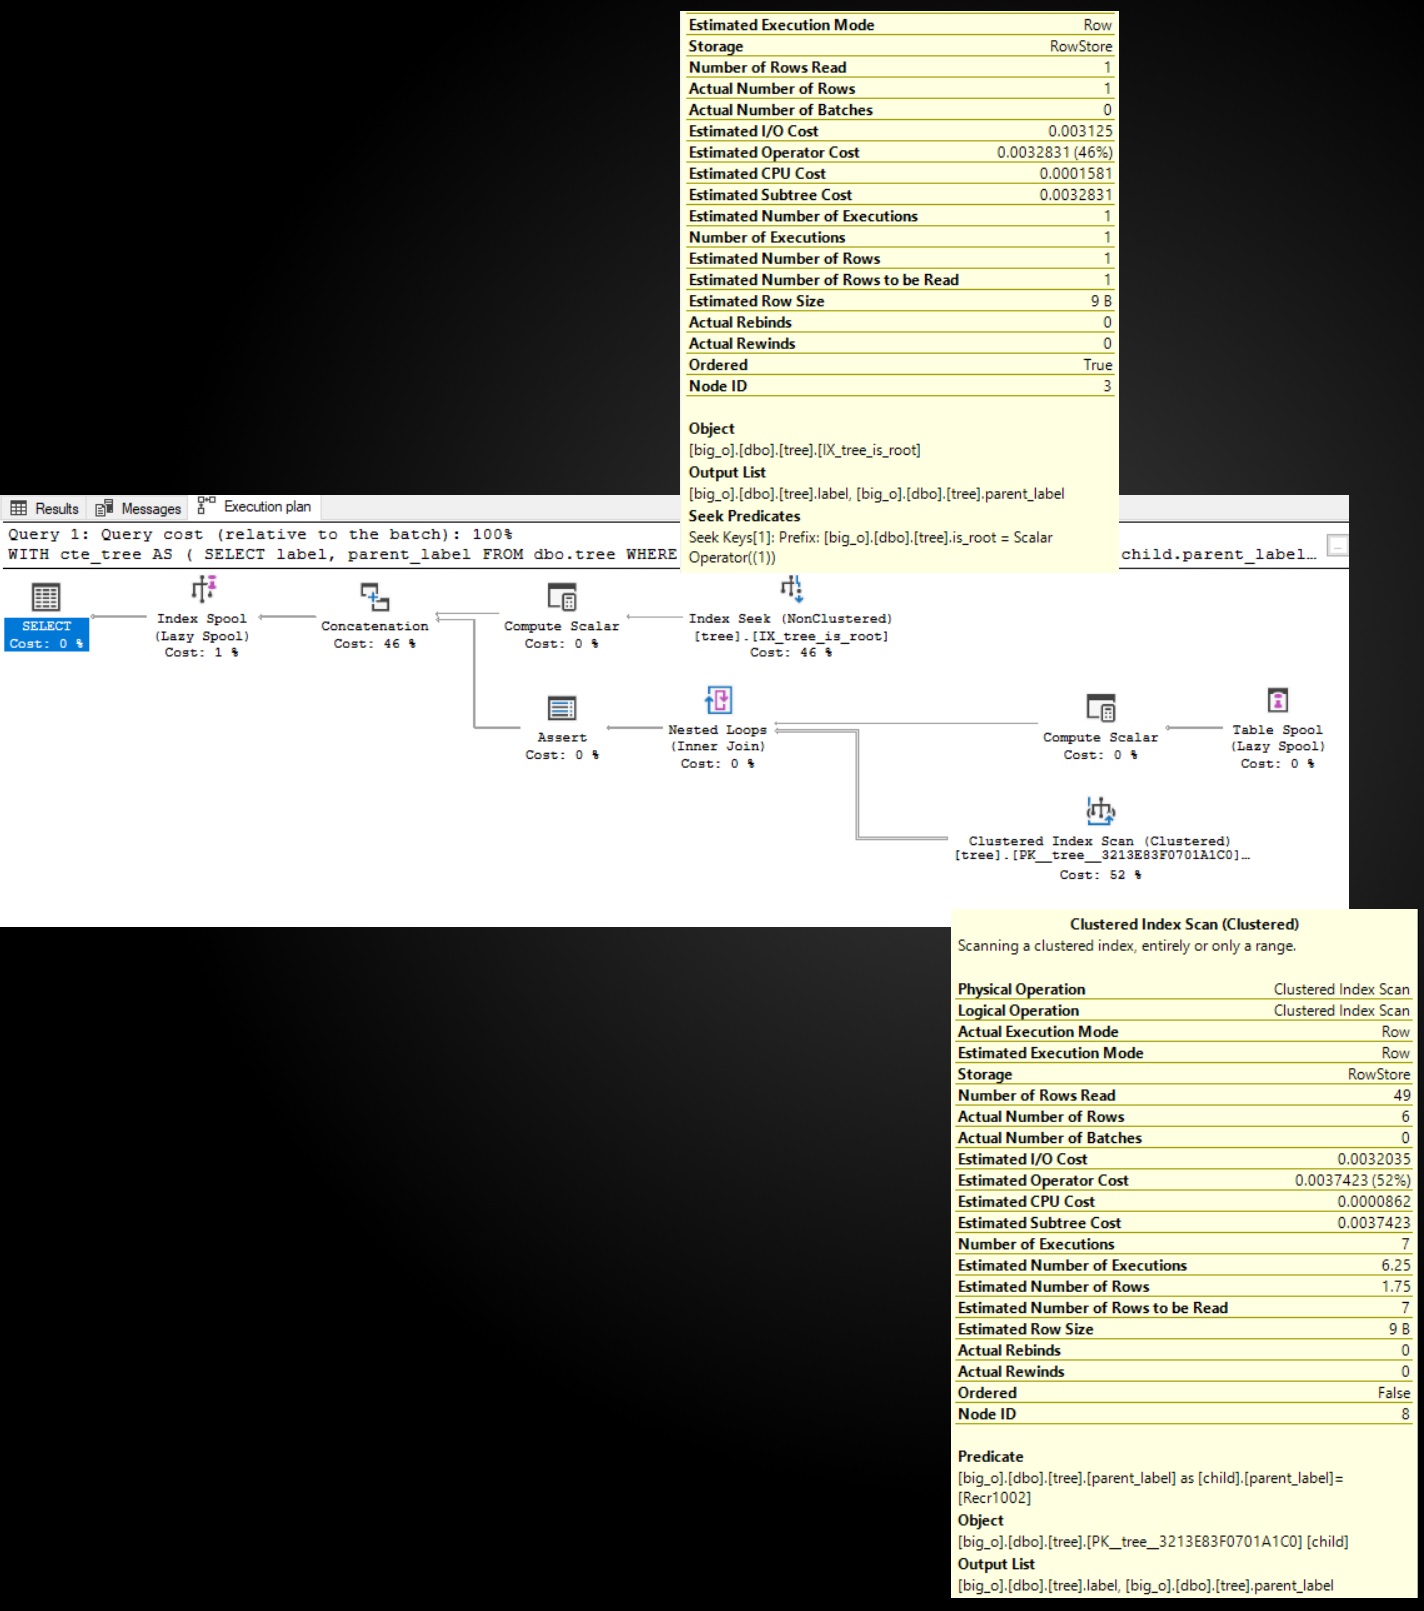 Estimated Execution Mode Row
Storage RowStore
Number of Rows Read 1
Actual Number of Rows 1
Actual Number of Batches 0
Estimated I/O Cost 0.003125
Estimated Operator Cost 0.0032831 (46%)
Estimated CPU Cost 0.0001581
Estimated Subtree Cost 0.0032831
Estimated Number of Executions 1
Number of Executions 1
Estimated Number of Rows 1
Estimated Number of Rows to be Read 1
Estimated Row Size 9 B
Actual Rebinds 0
Actual Rewinds 0
Ordered True
Node ID 3
Object
[big_o].[dbo].[tree].[IX_tree_is_root]
Output List
[big_o].[dbo].[tree].label, [big_o].[dbo].[tree].parent_label
Seek Predicates
Seek Keys[1]: Prefix: [big_o].[dbo].[tree].is_root = Scalar
Operator((1))
Results Messages Execution plan
Query 1: Query cost (relative to the batch): 100%
WITH cte_tree AS ( SELECT label, parent_label FROM dbo.tree WHERE child.parent_label… ...
SELECT
Cost: 0 %
Index Spool
(Lazy Spool)
Cost: 1 %
Concatenation
Cost: 46 %
Compute Scalar
Cost: 0 %
Index Seek (NonClustered)
[tree].[IX_tree_is_root]
Cost: 46 %
Assert
Cost: 0 %
Nested Loops
(Inner Join)
Cost: 0 %
Compute Scalar
Cost: 0 %
Table Spool
(Lazy Spool)
Cost: 0 %
Clustered Index Scan (Clustered)
[tree].[PK__tree__3213E83F0701A1C0]…
Cost: 52 %
Clustered Index Scan (Clustered)
Scanning a clustered index, entirely or only a range.
Physical Operation Clustered Index Scan
Logical Operation Clustered Index Scan
Actual Execution Mode Row
Estimated Execution Mode Row
Storage RowStore
Number of Rows Read 49
Actual Number of Rows 6
Actual Number of Batches 0
Estimated I/O Cost 0.0032035
Estimated Operator Cost 0.0037423 (52%)
Estimated CPU Cost 0.0000862
Estimated Subtree Cost 0.0037423
Number of Executions 7
Estimated Number of Executions 6.25
Estimated Number of Rows 1.75
Estimated Number of Rows to be Read 7
Estimated Row Size 9 B
Actual Rebinds 0
Actual Rewinds 0
Ordered False
Node ID 8
Predicate
[big_o].[dbo].[tree].[parent_label] as [child].[parent_label]=
[Recr1002]
Object
[big_o].[dbo].[tree].[PK__tree__3213E83F0701A1C0] [child]
Output List
[big_o].[dbo].[tree].label, [big_o].[dbo].[tree].parent_label